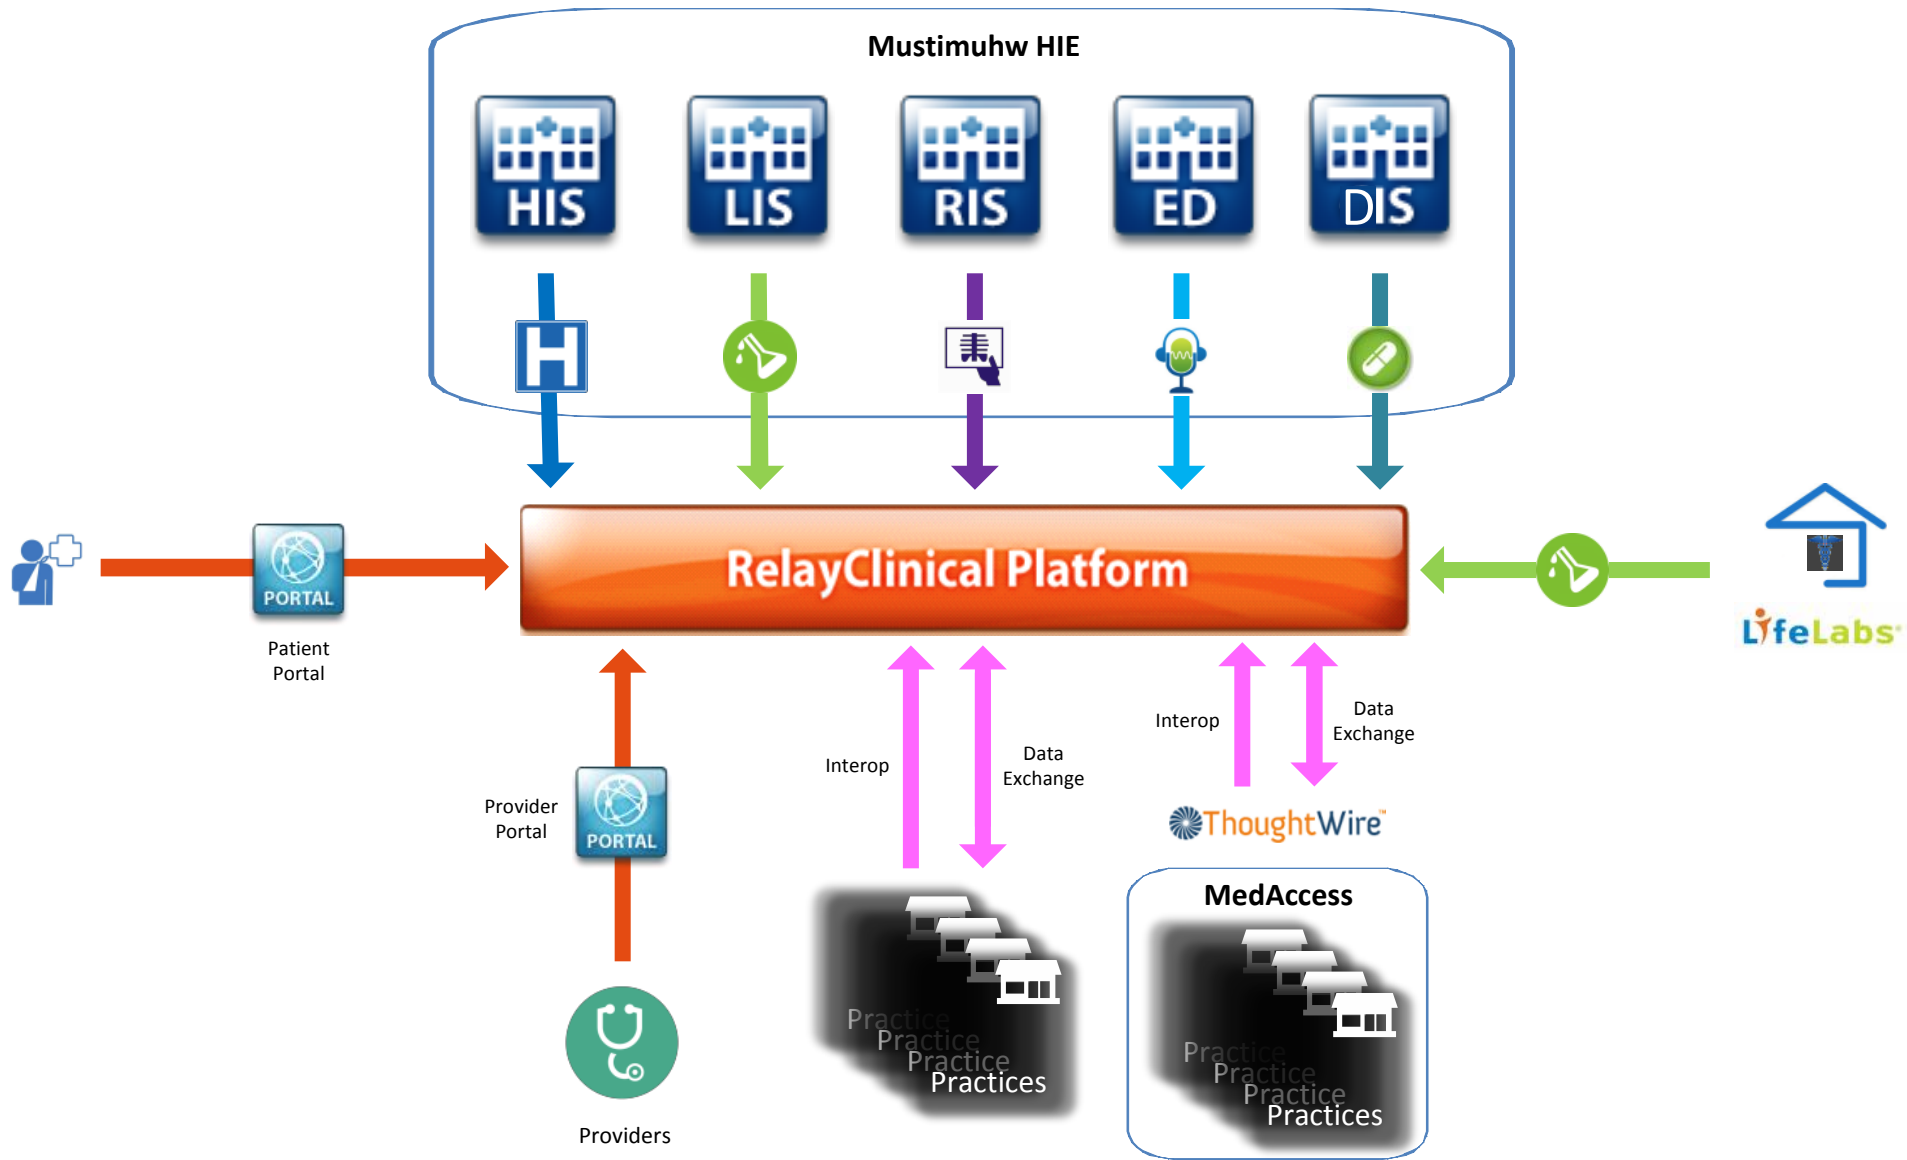 Mustimuhw HIE
HIS
LIS
RIS
ED
DIS
H
RelayClinical Platform
PORTAL
Patient
Portal
LifeLabs
Interop
Data
Exchange
Interop
Data
Exchange
Provider
Portal
PORTAL
ThoughtWire™
MedAccess
Practice
Practice
Practice
Practices
Practice
Practice
Practice
Practices
Providers